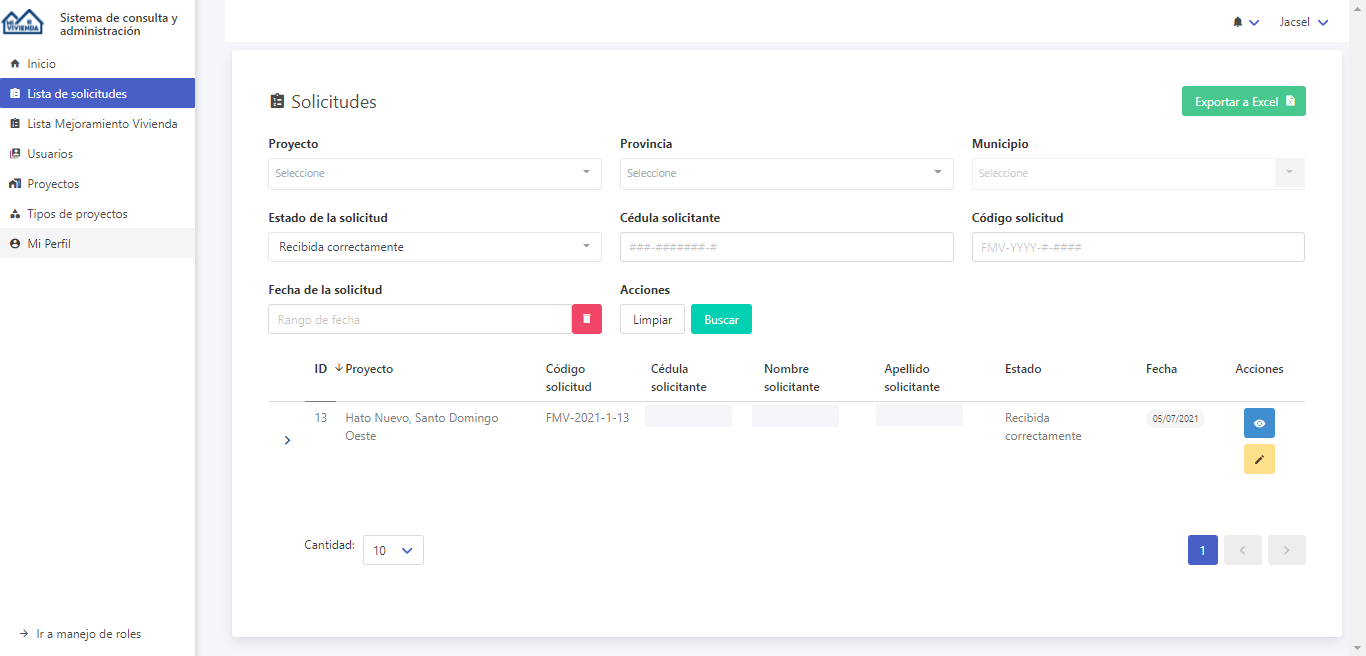 MI VIVIENDA
Sistema de consulta y
administración
Inicio
Lista de solicitudes
Lista Mejoramiento Vivienda
Usuarios
Proyectos
Tipos de proyectos
Mi Perfil
Ir a manejo de roles
Jacsel
Solicitudes
Exportar a Excel
Proyecto
Provincia
Municipio
Seleccione
Seleccione
Seleccione
Estado de la solicitud
Cédula solicitante
Código solicitud
Recibida correctamente
###-#######-#
FMV-YYYY-#-####
Fecha de la solicitud
Acciones
Rango de fecha
Limpiar
Buscar
ID
Proyecto
Código
solicitud
Cédula
solicitante
Nombre
solicitante
Apellido
solicitante
Estado
Fecha
Acciones
13
Hato Nuevo, Santo Domingo
Oeste
FMV-2021-1-13
Recibida
correctamente
05/07/2021
Cantidad:
10
1